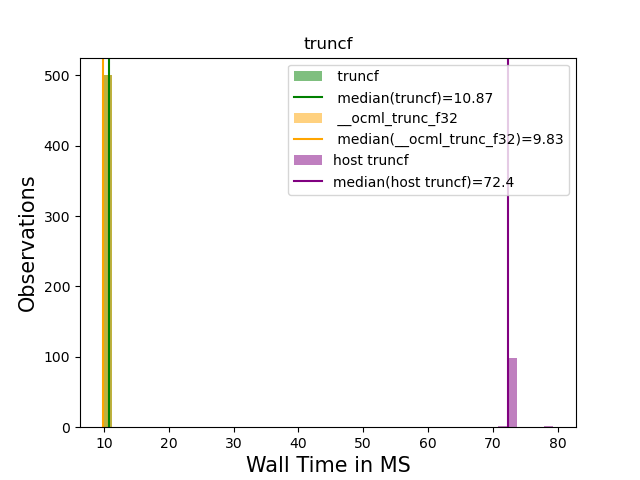 truncf
500
400
300
200
100
0
Observations
truncf
median(truncf)=10.87
__ocml_trunc_f32
median(__ocml_trunc_f32)=9.83
host truncf
median(host truncf)=72.4
10 20 30 40 50 60 70 80
Wall Time in MS